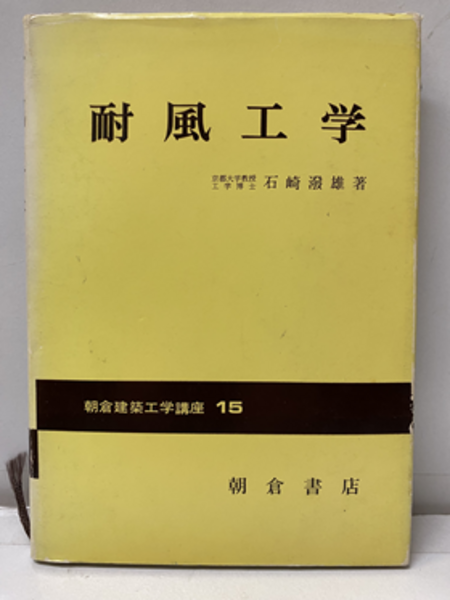 耐風工学
京都大学教授
工学博士
石崎溌雄著
朝倉建築工学講座 15
朝倉書店